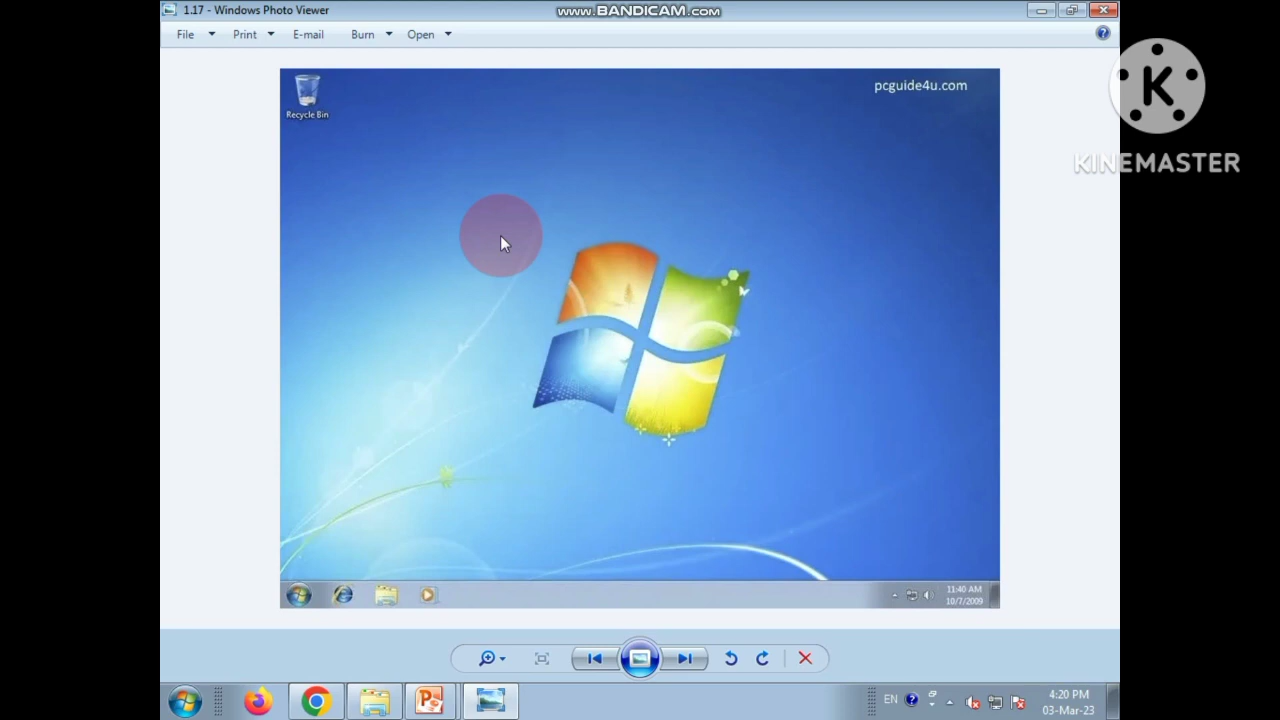 1.17 - Windows Photo Viewer
www.BANDICAM.com
File Print E-mail Burn Open
pcguide4u.com
Recycle Bin
K
KINEMASTER
11:40 AM
10/7/2009
EN
4:20 PM
03-Mar-23